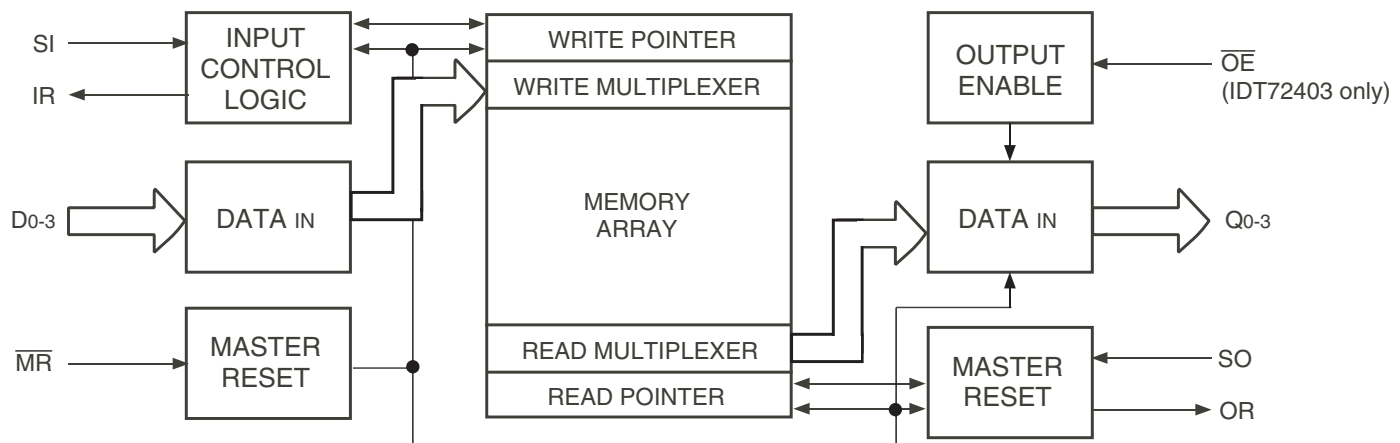 SI
IR
INPUT
CONTROL
LOGIC
WRITE POINTER
WRITE MULTIPLEXER
OUTPUT
ENABLE
OE
(IDT72403 only)
D0-3
DATA IN
MEMORY
ARRAY
DATA IN
Q0-3
MR
MASTER
RESET
READ MULTIPLEXER
READ POINTER
MASTER
RESET
SO
OR